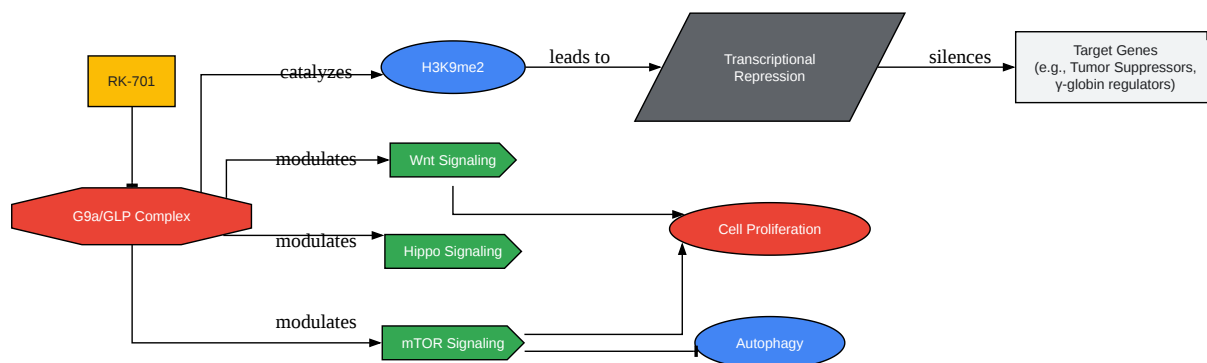 RK-701
catalyzes
H3K9me2
leads to
Transcriptional
Repression
silences
Target Genes
(e.g., Tumor Suppressors,
γ-globin regulators)
modulates
Wnt Signaling
G9a/GLP Complex
modulates
Hippo Signaling
Cell Proliferation
modulates
mTOR Signaling
Autophagy